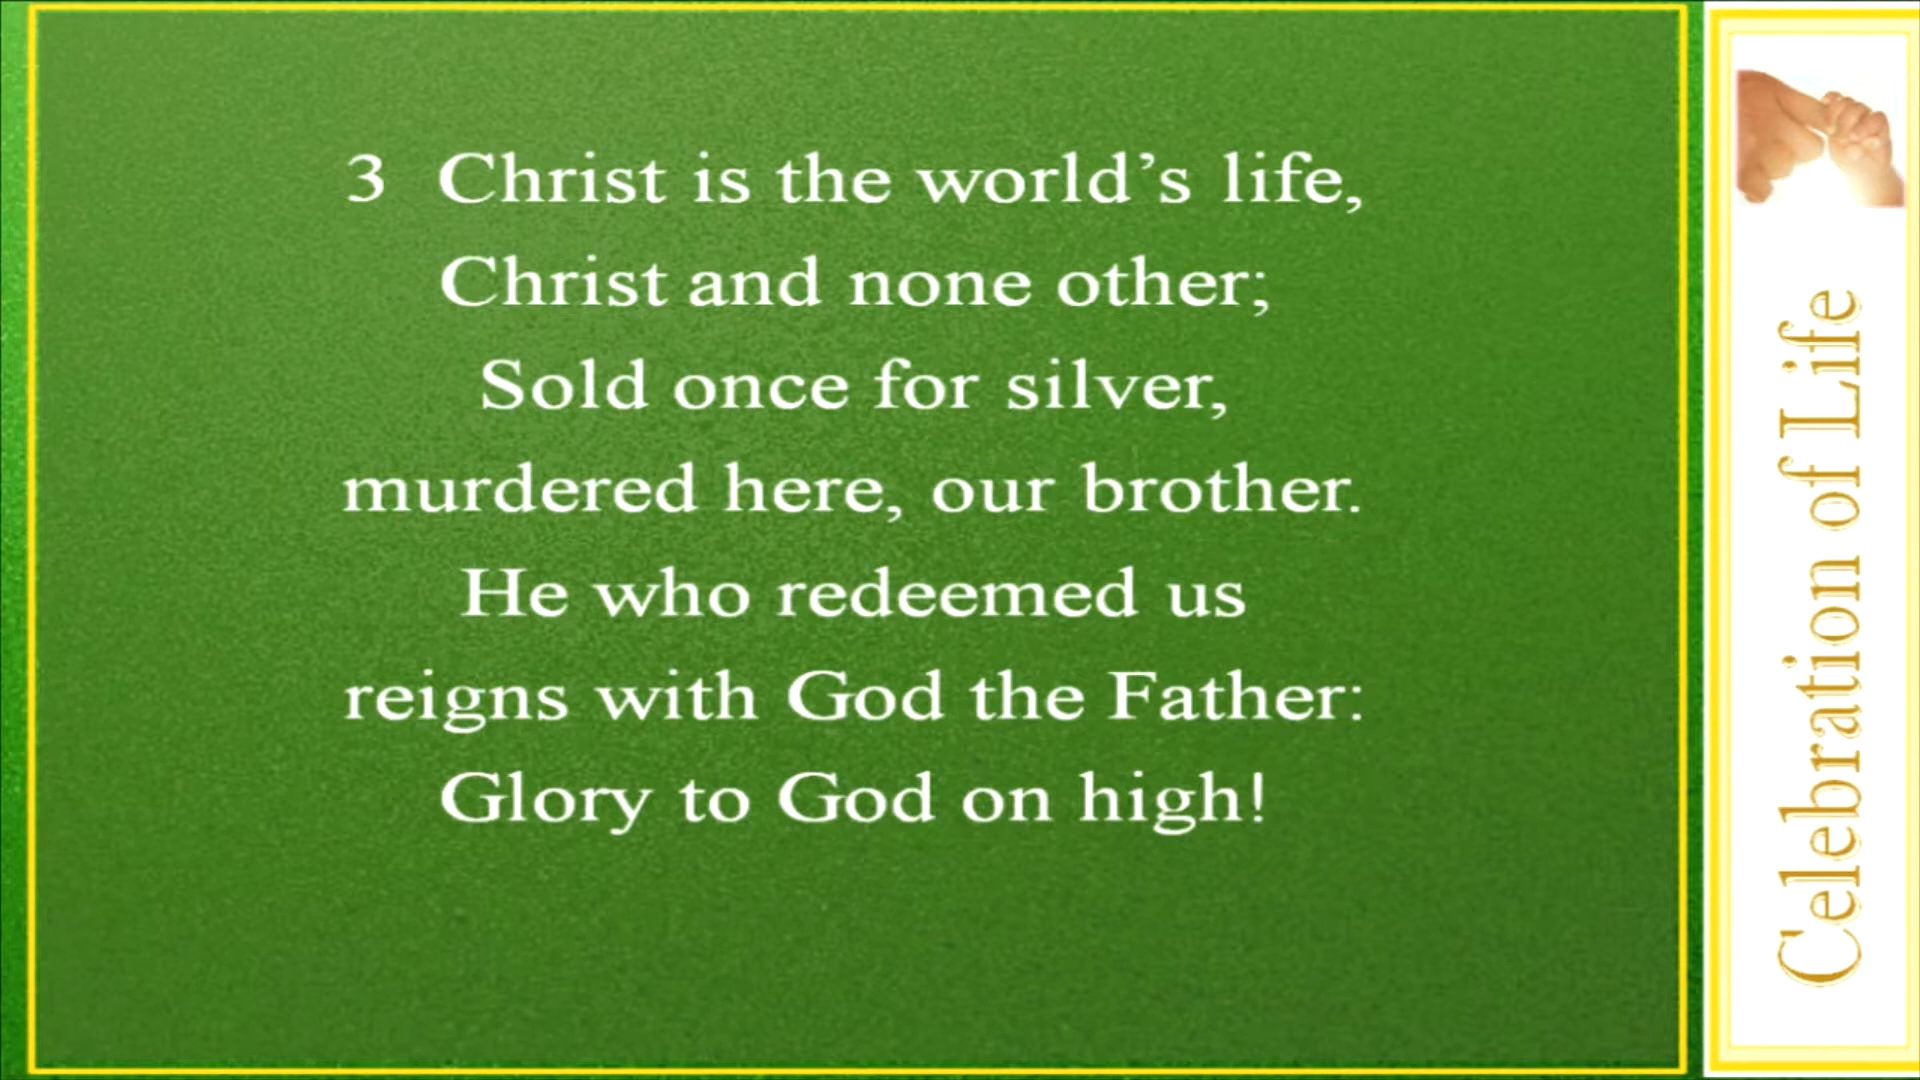 3 Christ is the world’s life,
Christ and none other;
Sold once for silver,
murdered here, our brother.
He who redeemed us
reigns with God the Father:
Glory to God on high!
Celebration of Life